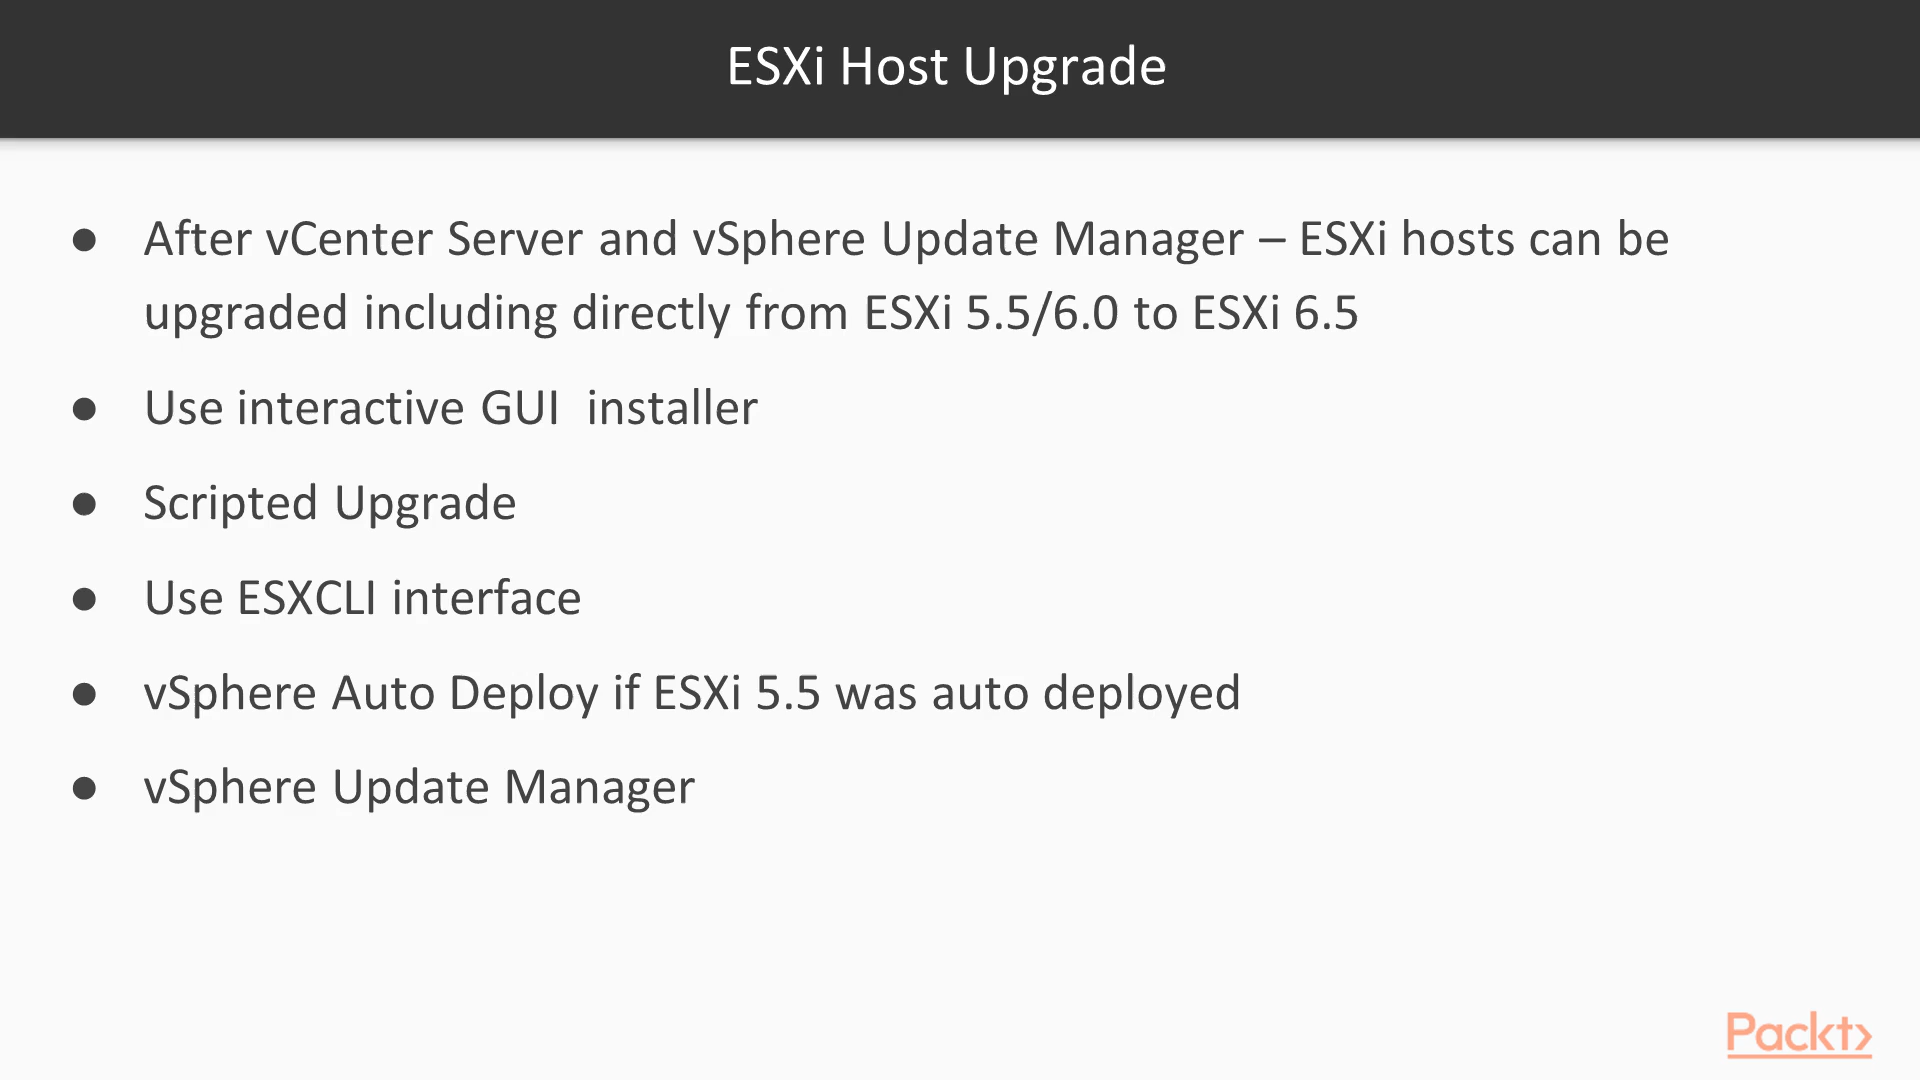 ESXi Host Upgrade
● After vCenter Server and vSphere Update Manager – ESXi hosts can be
upgraded including directly from ESXi 5.5/6.0 to ESXi 6.5
● Use interactive GUI  installer
● Scripted Upgrade
● Use ESXCLI interface
● vSphere Auto Deploy if ESXi 5.5 was auto deployed
● vSphere Update Manager
Packt>